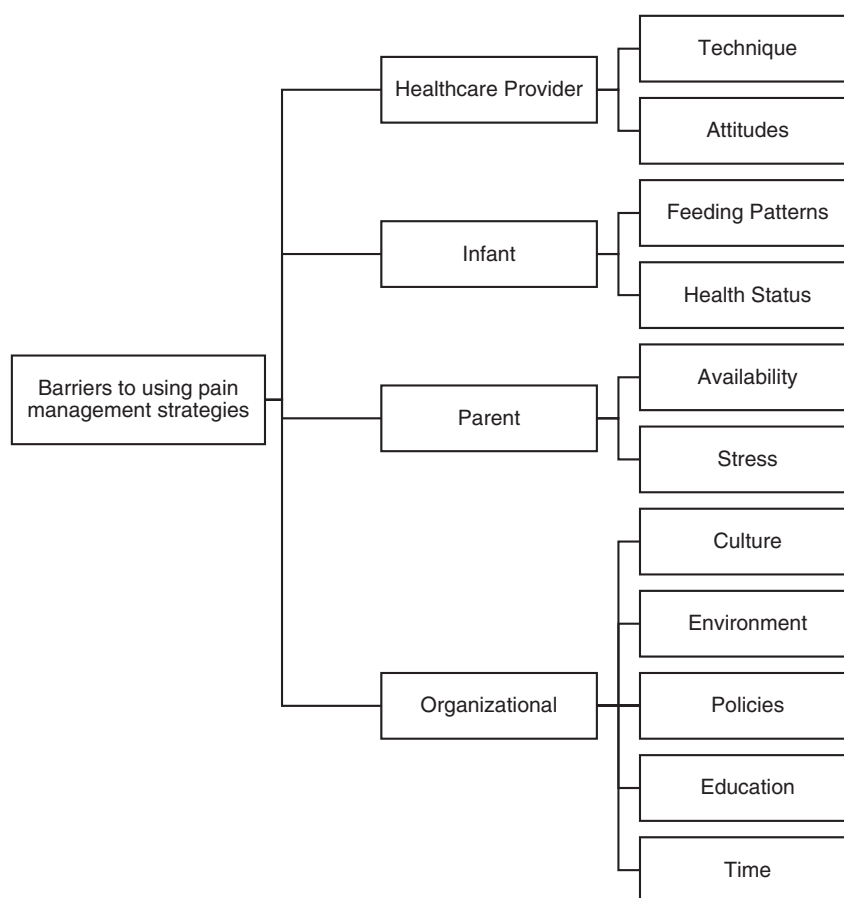 Barriers to using pain
management strategies
Healthcare Provider
Technique
Attitudes
Infant
Feeding Patterns
Health Status
Parent
Availability
Stress
Organizational
Culture
Environment
Policies
Education
Time